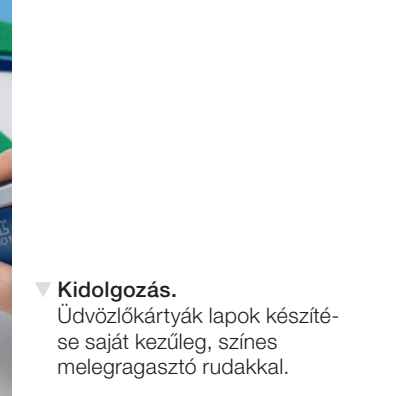 Kidolgozás.
Üdvözlőkártyák lapok készíté-
se saját kezűleg, színes
melegragasztó rudakkal.